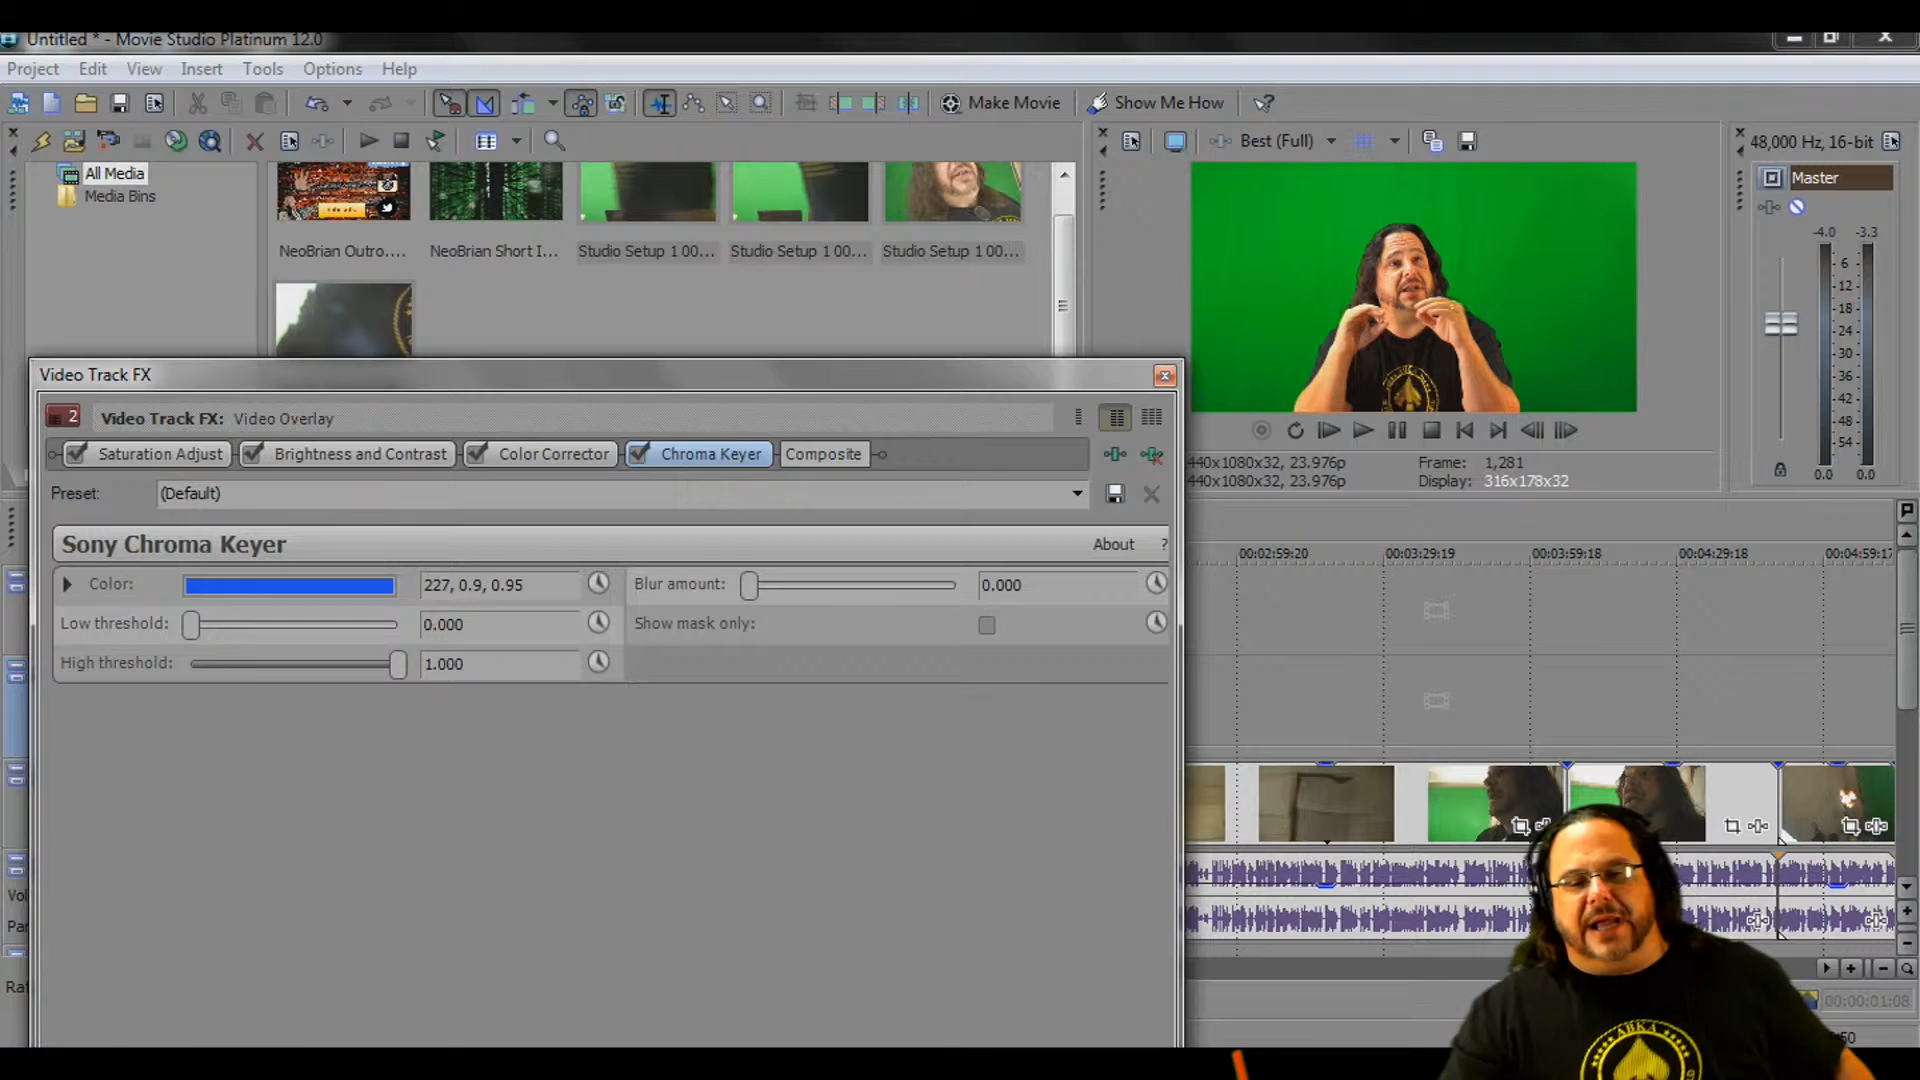 Untitled * - Movie Studio Platinum 12.0
Project Edit View Insert Tools Options Help
Make Movie Show Me How
Best (Full) 48,000 Hz, 16-bit
All Media
Media Bins
Master
NeoBrian Outro.... NeoBrian Short I... Studio Setup 1 00... Studio Setup 1 00... Studio Setup 1 00...
-4.0 -3.3
6
12
18
24
30
36
42
48
54
0.0 0.0
Video Track FX
2 Video Track FX: Video Overlay
Saturation Adjust Brightness and Contrast Color Corrector Chroma Keyer Composite
Preset: (Default)
440x1080x32, 23.976p Frame: 1,281
440x1080x32, 23.976p Display: 316x178x32
Sony Chroma Keyer About ?
Color: 227, 0.9, 0.95 Blur amount: 0.000
Low threshold: 0.000 Show mask only:
High threshold: 1.000
00:02:59:20 00:03:29:19 00:03:59:18 00:04:29:18 00:04:59:17
Vol
Pan
Rat
00:00:01:08
:50
ABKA